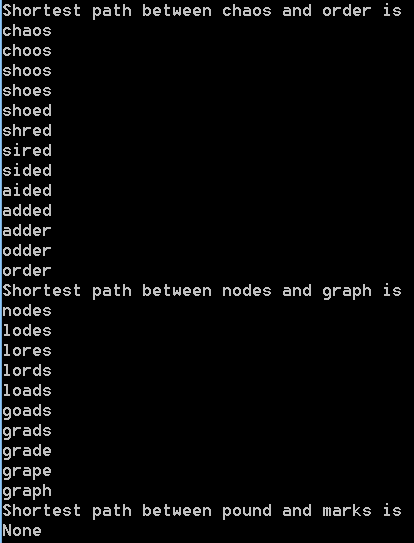 Shortest path between chaos and order is
chaos
choos
shoos
shoes
shoed
shred
sired
sided
aided
added
adder
odder
order
Shortest path between nodes and graph is
nodes
lodes
lores
lords
loads
goads
grads
grade
grape
graph
Shortest path between pound and marks is
None